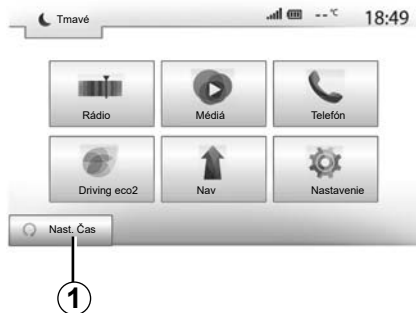 Tmavé
--°C 18:49
Rádio Médiá Telefón
Driving eco2 Nav Nastavenie
Nast. Čas
1